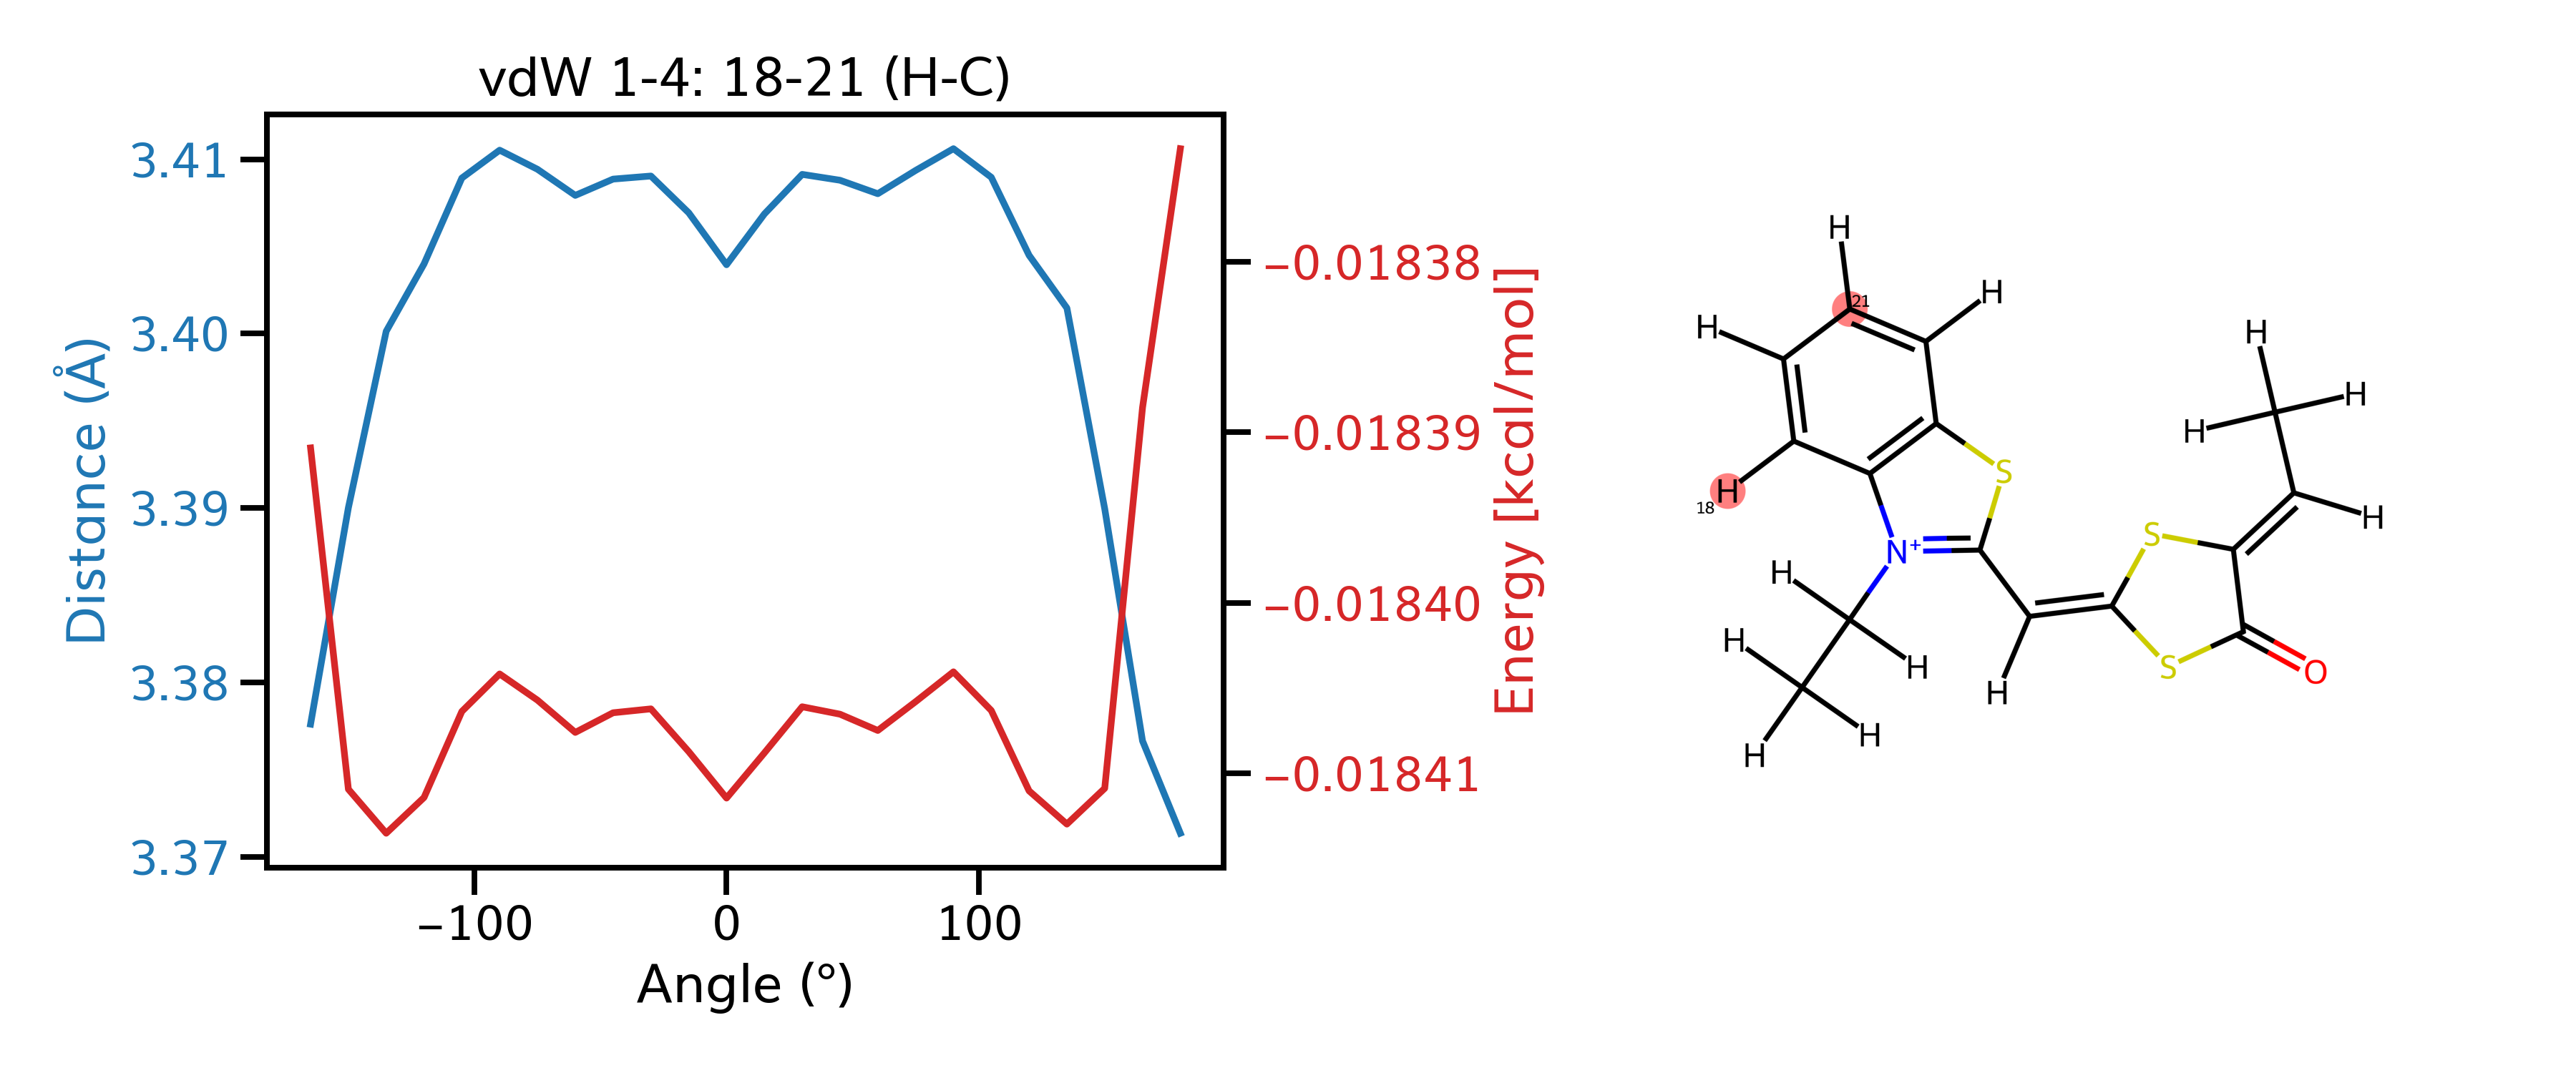 vdW 1-4: 18-21 (H-C)
3.41
3.40
3.39
3.38
3.37
Distance (Å)
−100
0
100
Angle (°)
−0.01838
−0.01839
−0.01840
−0.01841
Energy [kcal/mol]
H
H
21
H
H
18
H
S
N+
H
H
H
H
H
H
S
S
O
H
H
H
H